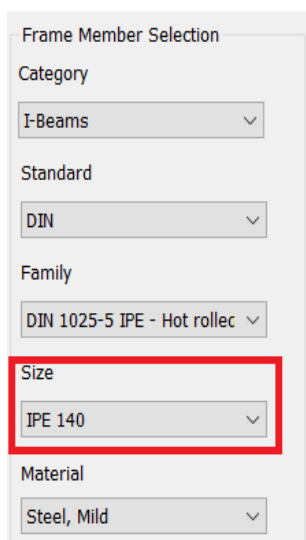 Frame Member Selection
Category
I-Beams
Standard
DIN
Family
DIN 1025-5 IPE - Hot rollec
Size
IPE 140
Material
Steel, Mild